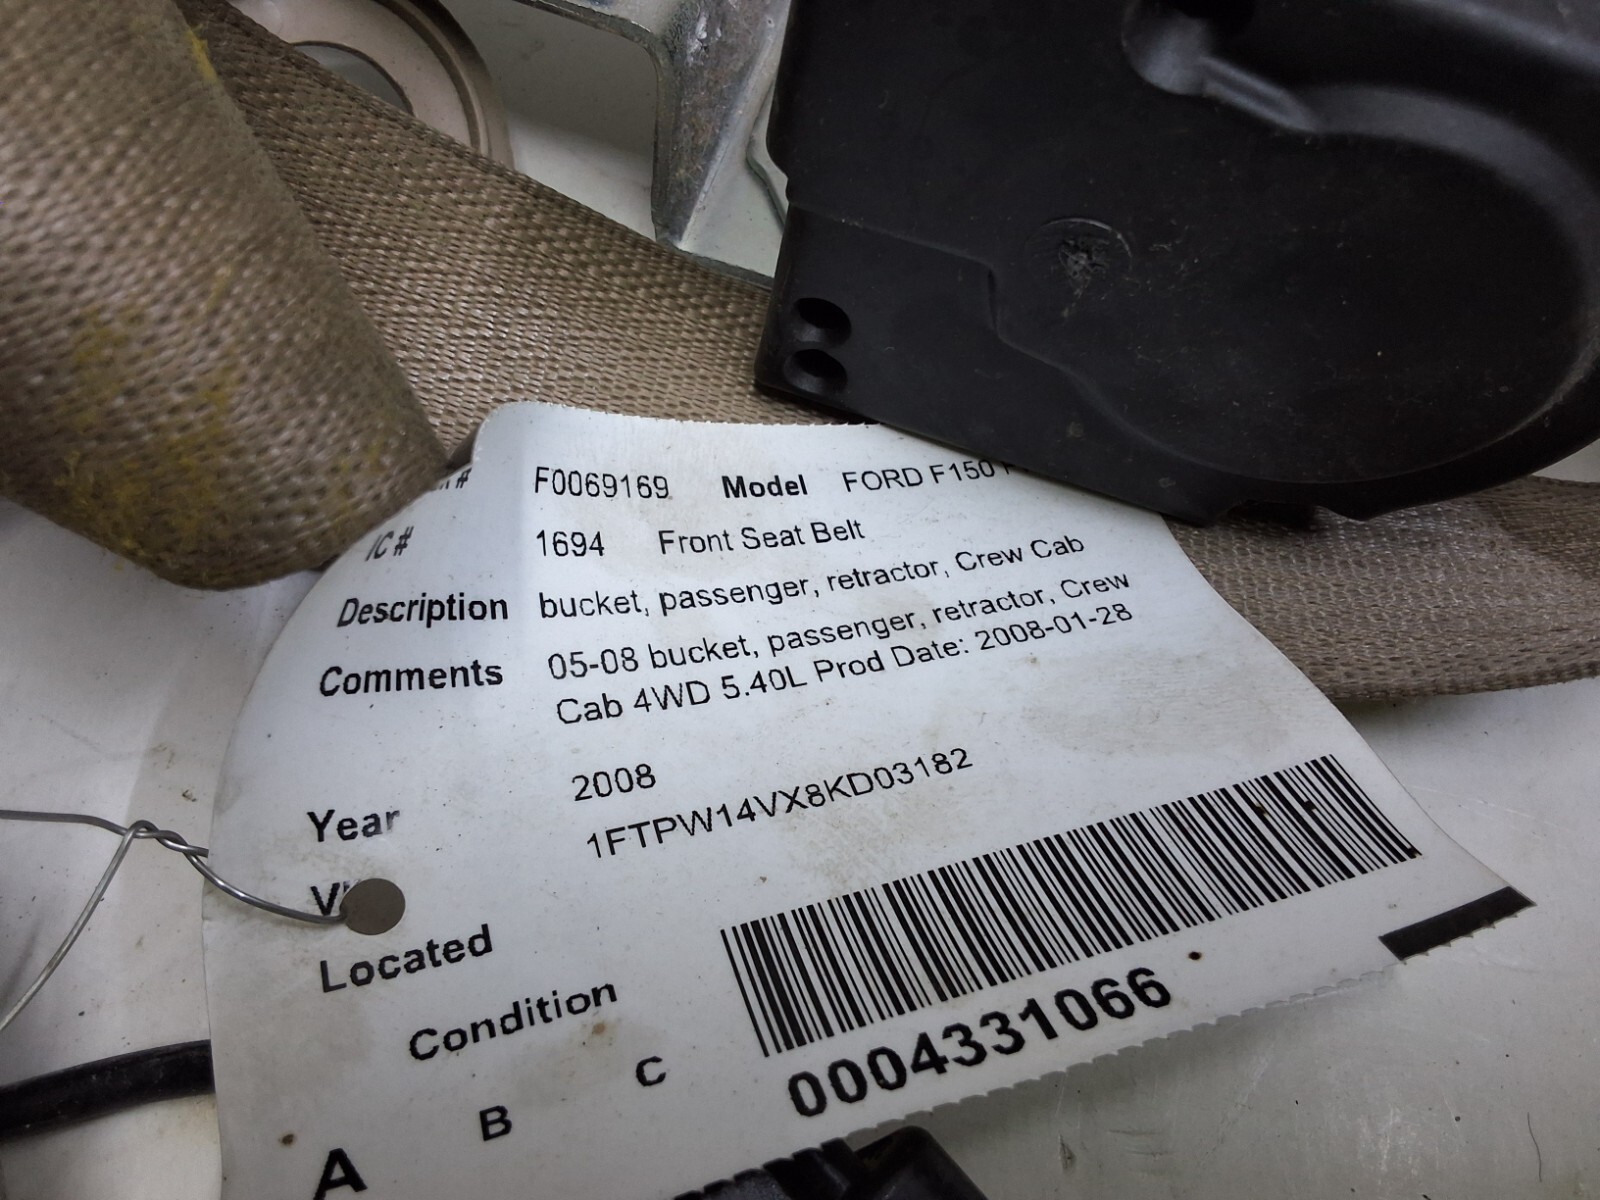 # F0069169 Model FORD F150
IC # 1694 Front Seat Belt
Description bucket, passenger, retractor, Crew Cab
Comments 05-08 bucket, passenger, retractor, Crew
Cab 4WD 5.40L Prod Date: 2008-01-28
Year 2008
1FTPW14VX8KD03182
Located
Condition
A B C
0004331066